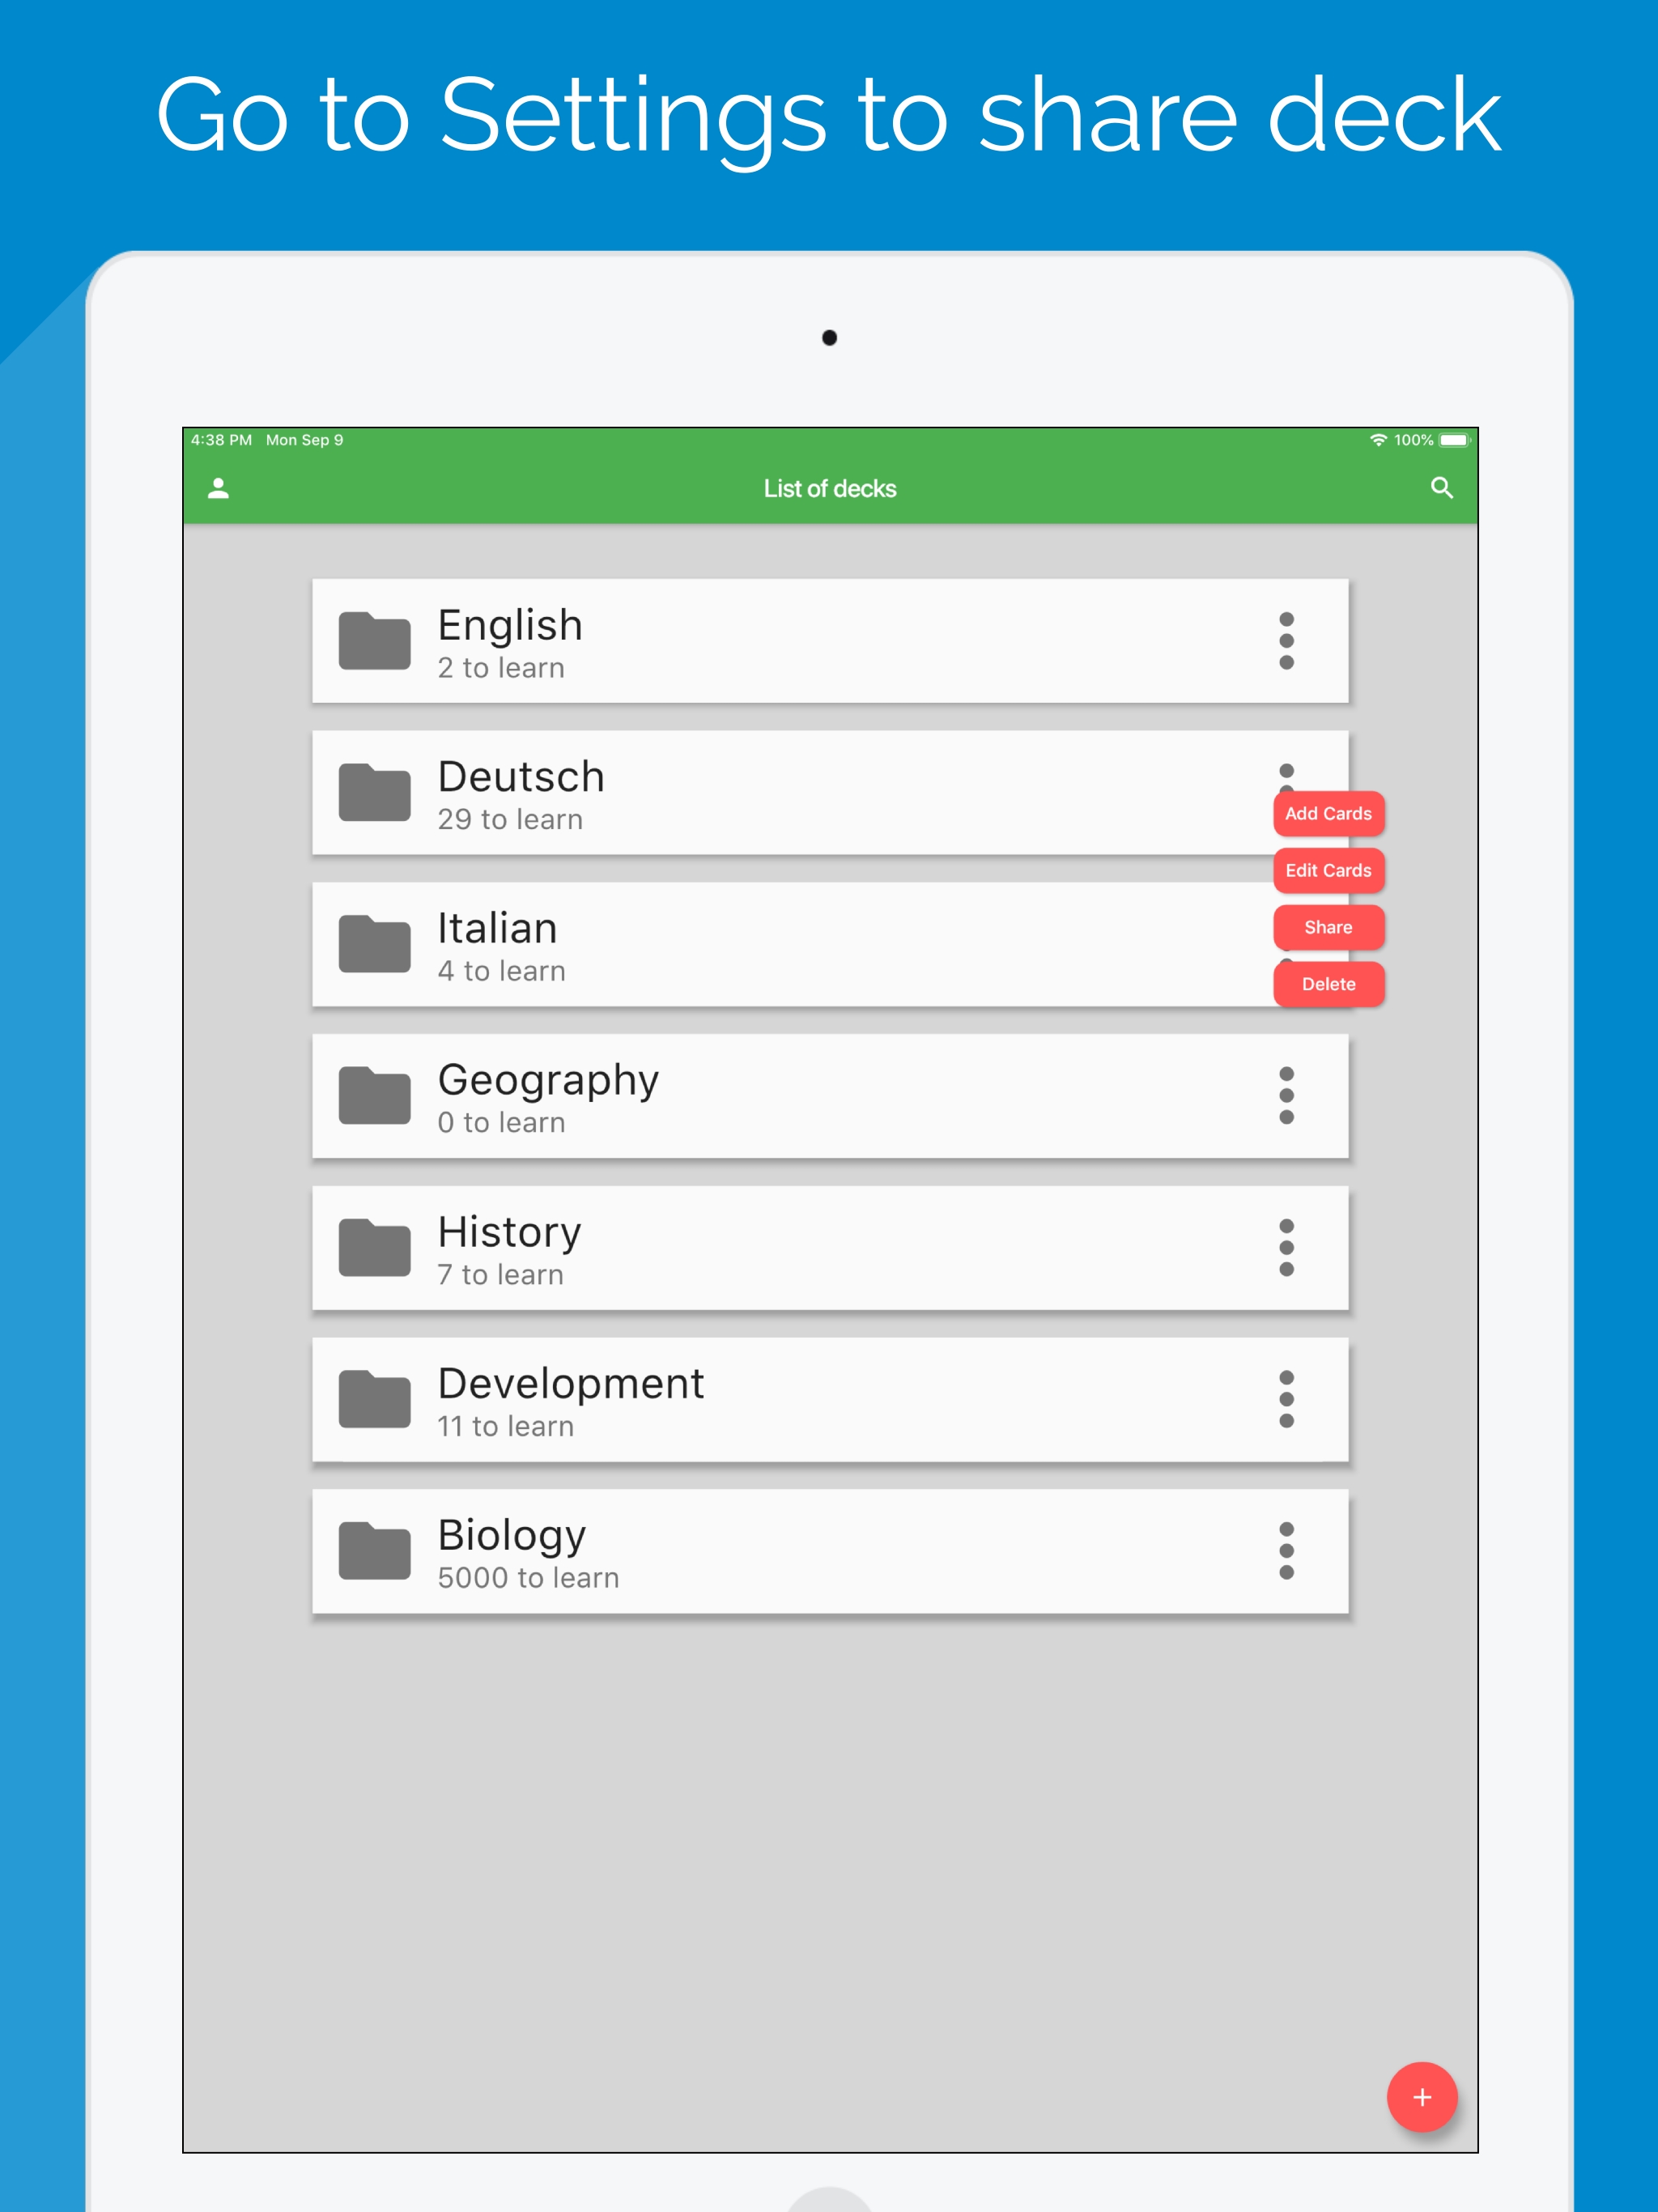 Go to Settings to share deck
4:38 PM Mon Sep 9
100%
List of decks
English
2 to learn
Deutsch
29 to learn
Add Cards
Edit Cards
Italian
4 to learn
Share
Delete
Geography
0 to learn
History
7 to learn
Development
11 to learn
Biology
5000 to learn
+